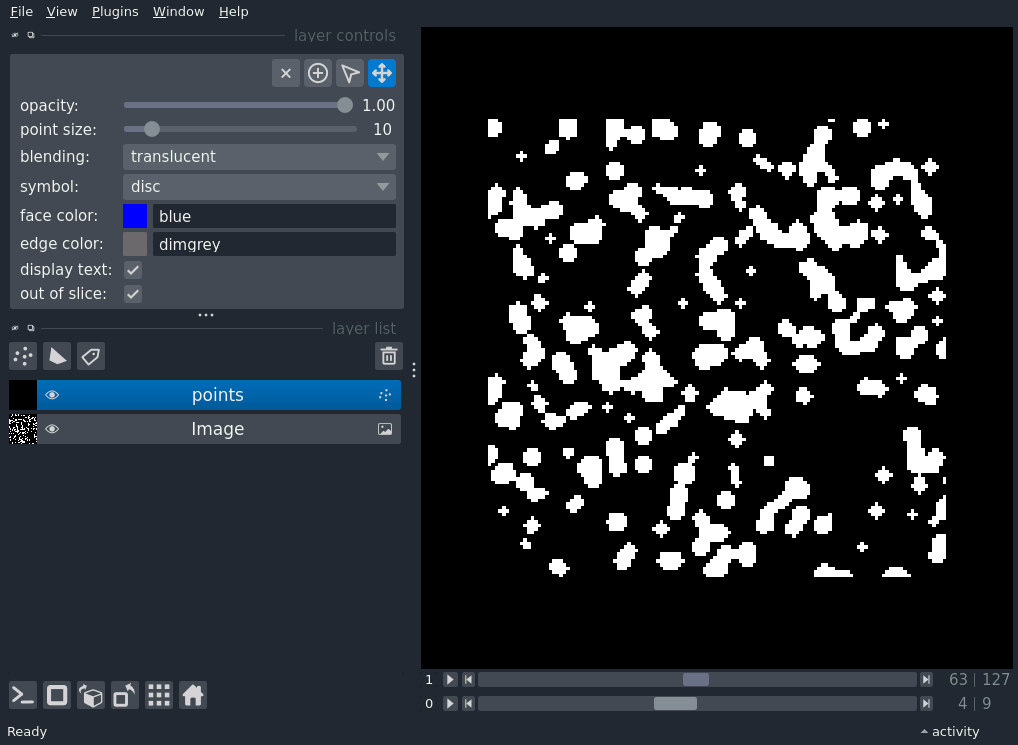 File View Plugins Window Help
layer controls
opacity: 1.00
point size: 10
blending: translucent
symbol: disc
face color: blue
edge color: dimgrey
display text:
out of slice:
layer list
points
Image
1 63 | 127
0 4 | 9
Ready activity